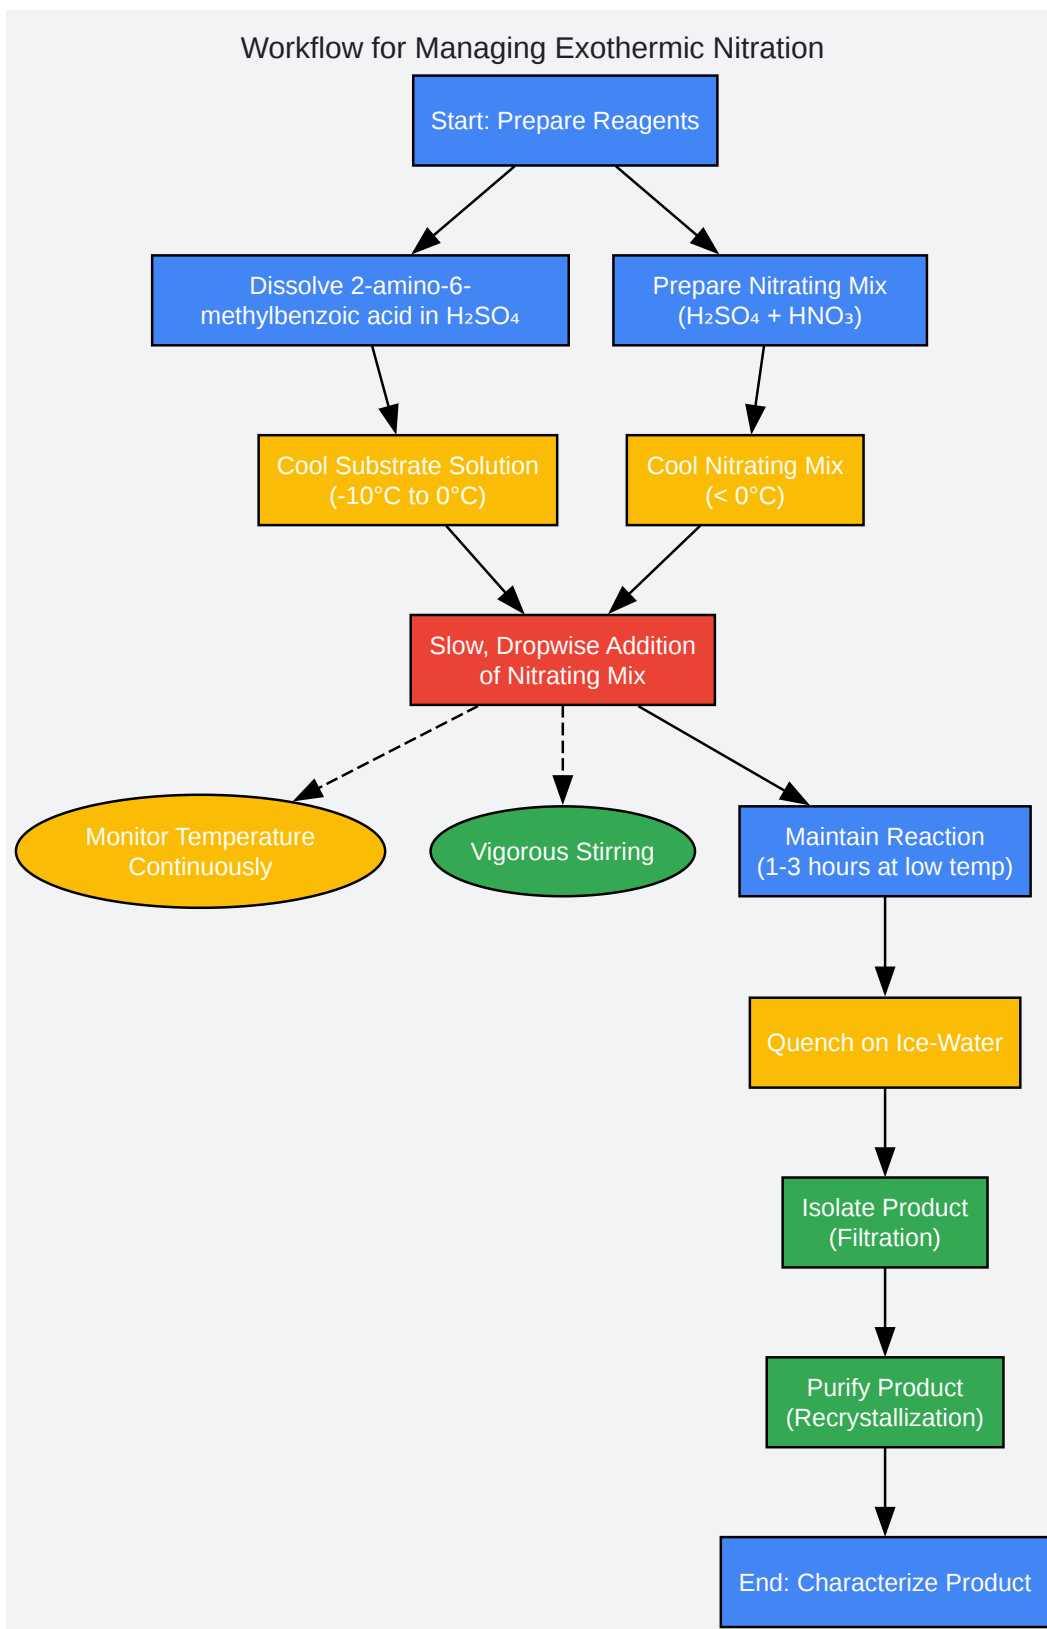 Workflow for Managing Exothermic Nitration
Start: Prepare Reagents
Dissolve 2-amino-6-
methylbenzoic acid in H₂SO₄
Prepare Nitrating Mix
(H₂SO₄ + HNO₃)
Cool Substrate Solution
(-10°C to 0°C)
Cool Nitrating Mix
(< 0°C)
Slow, Dropwise Addition
of Nitrating Mix
Monitor Temperature
Continuously
Vigorous Stirring
Maintain Reaction
(1-3 hours at low temp)
Quench on Ice-Water
Isolate Product
(Filtration)
Purify Product
(Recrystallization)
End: Characterize Product